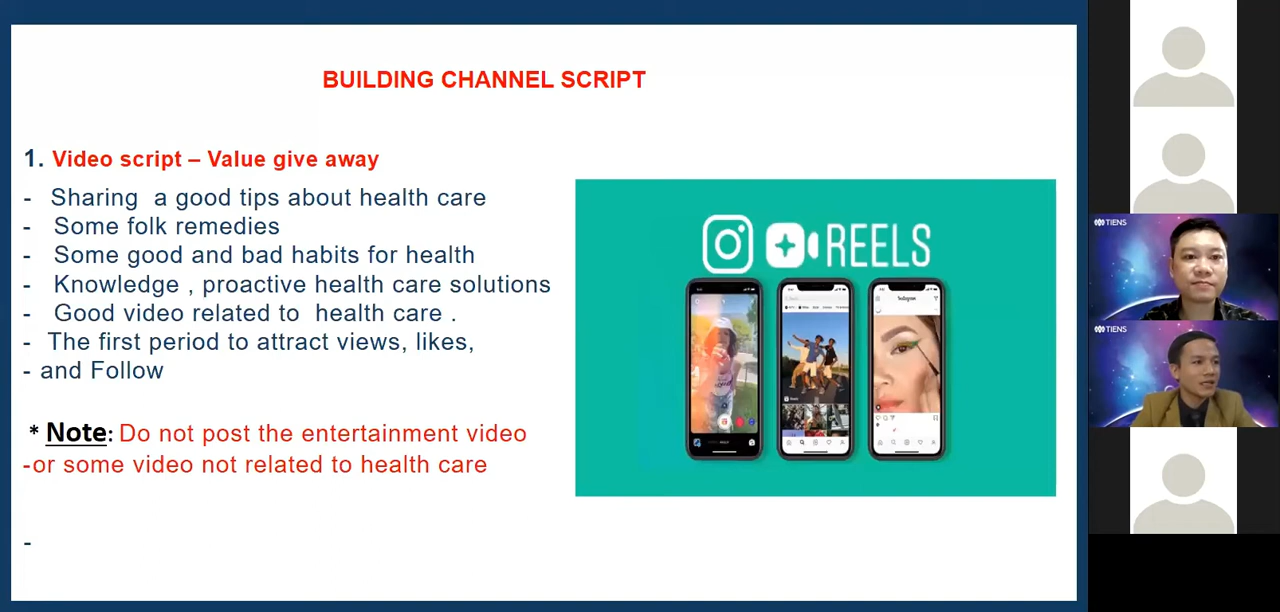 BUILDING CHANNEL SCRIPT
1. Video script – Value give away
- Sharing a good tips about health care
- Some folk remedies
- Some good and bad habits for health
- Knowledge , proactive health care solutions
- Good video related to health care .
- The first period to attract views, likes,
- and Follow
* Note: Do not post the entertainment video
-or some video not related to health care
-
REELS
Instagram
TIENS
TIENS